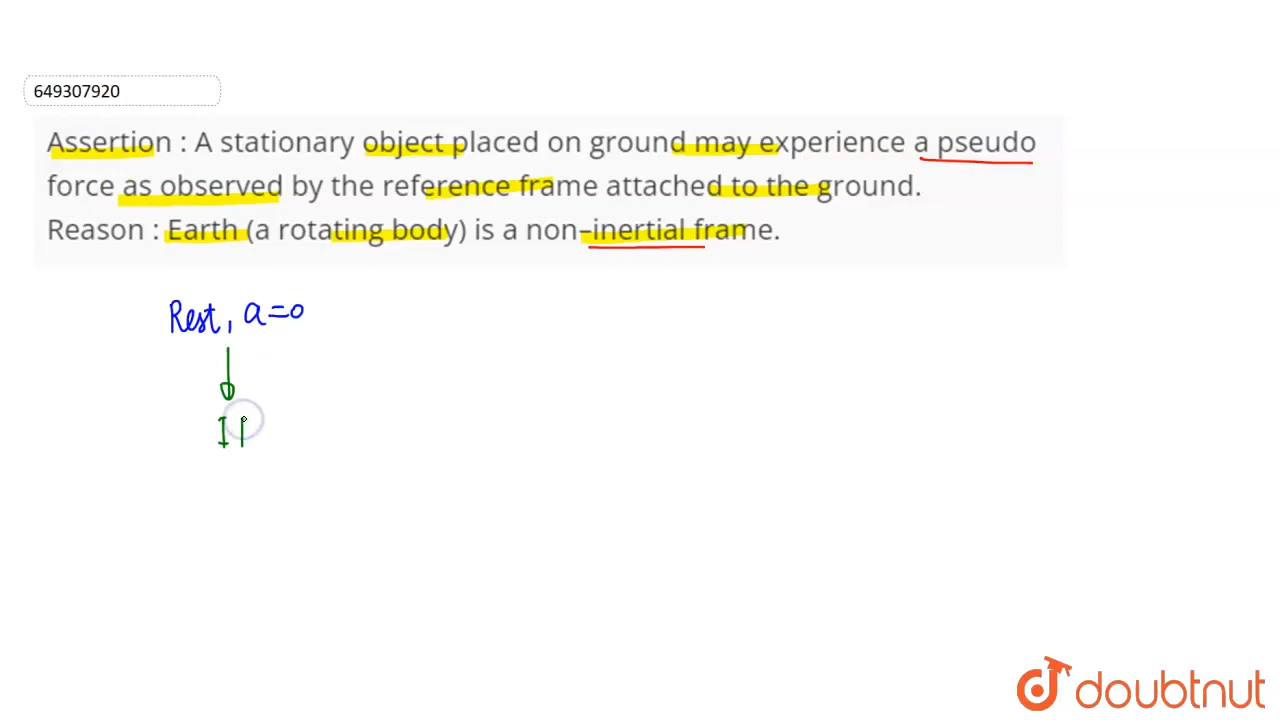 649307920
Assertion : A stationary object placed on ground may experience a pseudo
force as observed by the reference frame attached to the ground.
Reason : Earth (a rotating body) is a non–inertial frame.
Rest, a=0
doubtnut